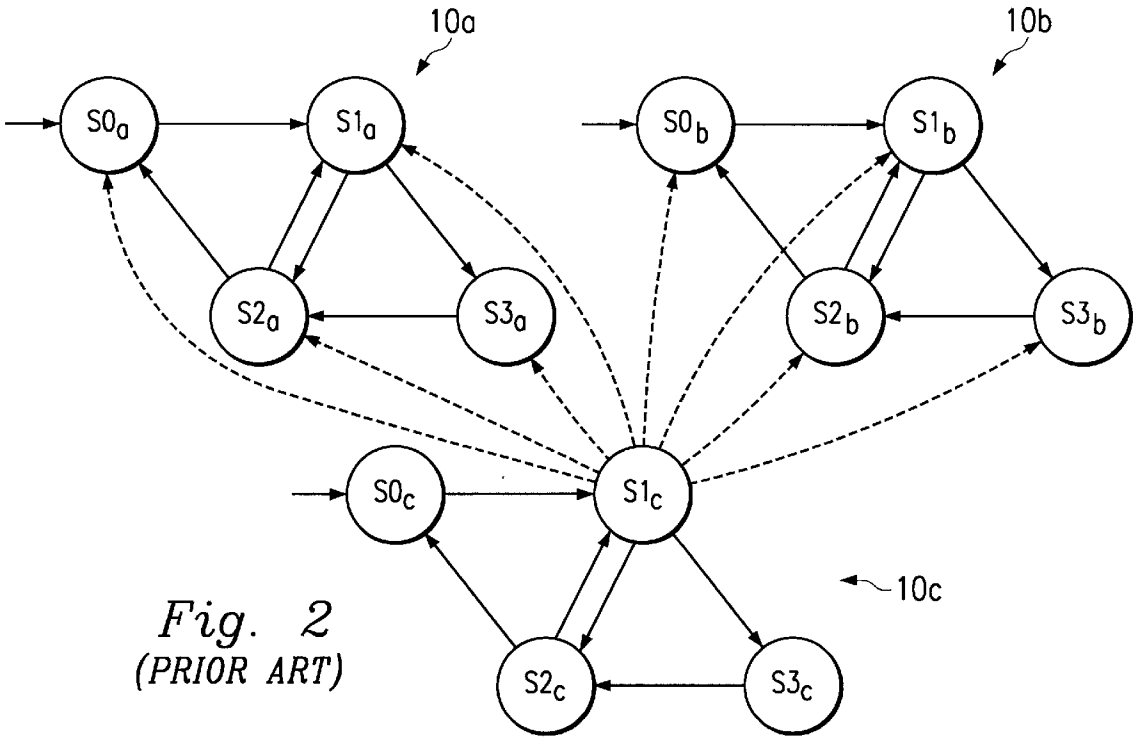 10a
10b
S0a
S1a
S0b
S1b
S2a
S3a
S2b
S3b
S0c
S1c
10c
Fig. 2
(PRIOR ART)
S2c
S3c